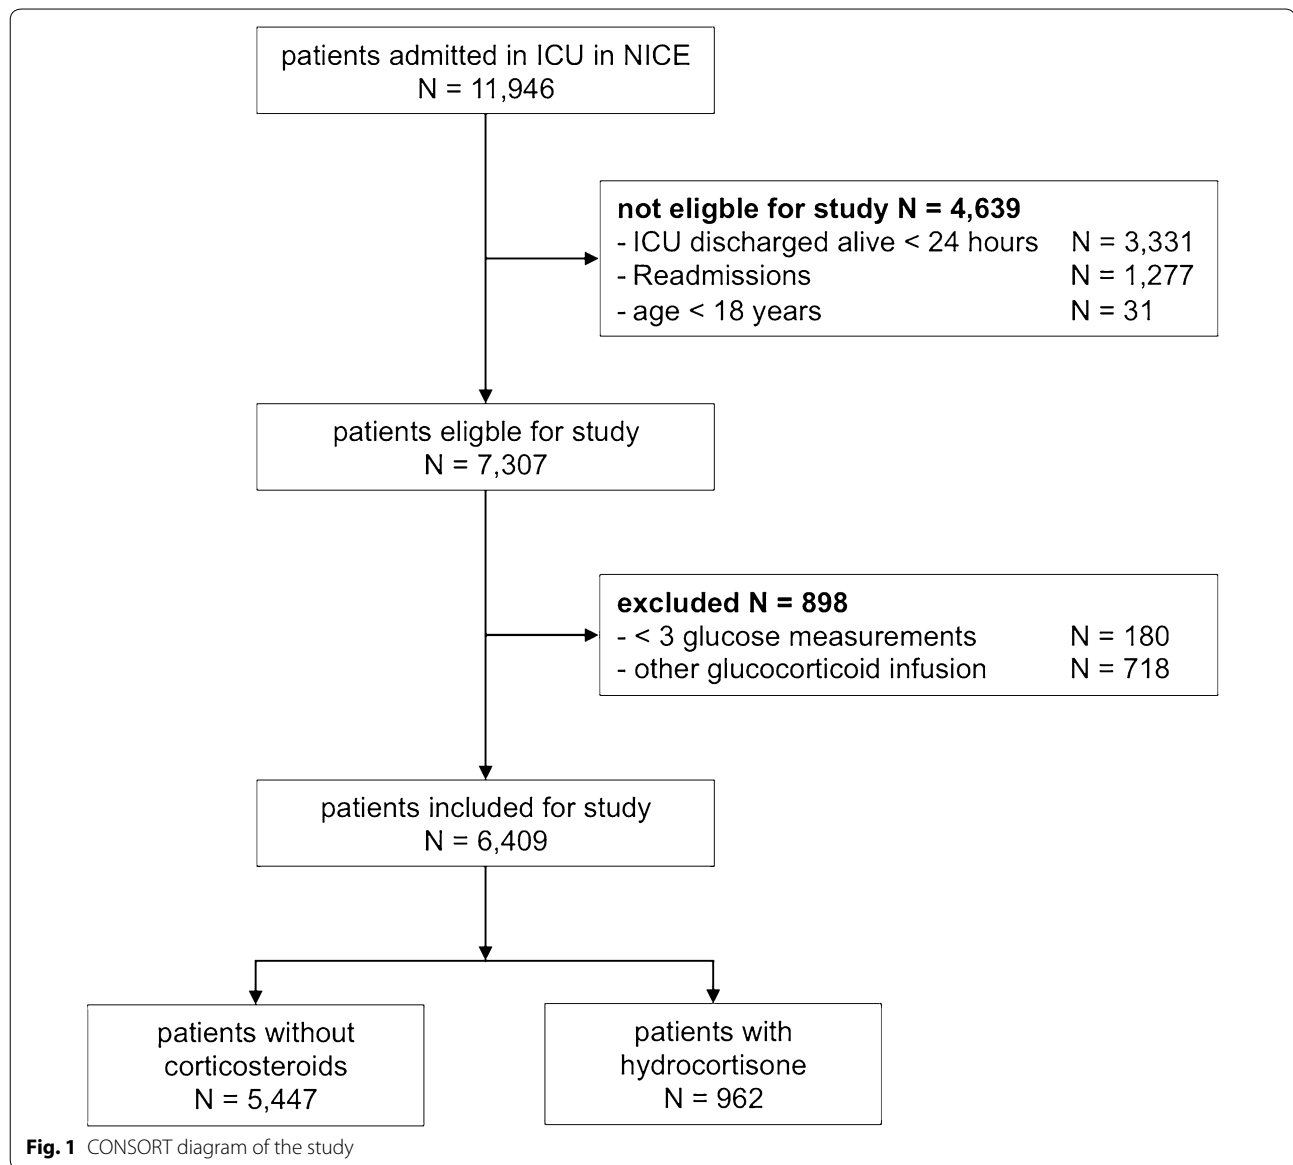 patients admitted in ICU in NICE
N = 11,946
not eligble for study N = 4,639
- ICU discharged alive < 24 hours N = 3,331
- Readmissions N = 1,277
- age < 18 years N = 31
patients eligble for study
N = 7,307
excluded N = 898
- < 3 glucose measurements N = 180
- other glucocorticoid infusion N = 718
patients included for study
N = 6,409
patients without
corticosteroids
N = 5,447
patients with
hydrocortisone
N = 962
Fig. 1 CONSORT diagram of the study